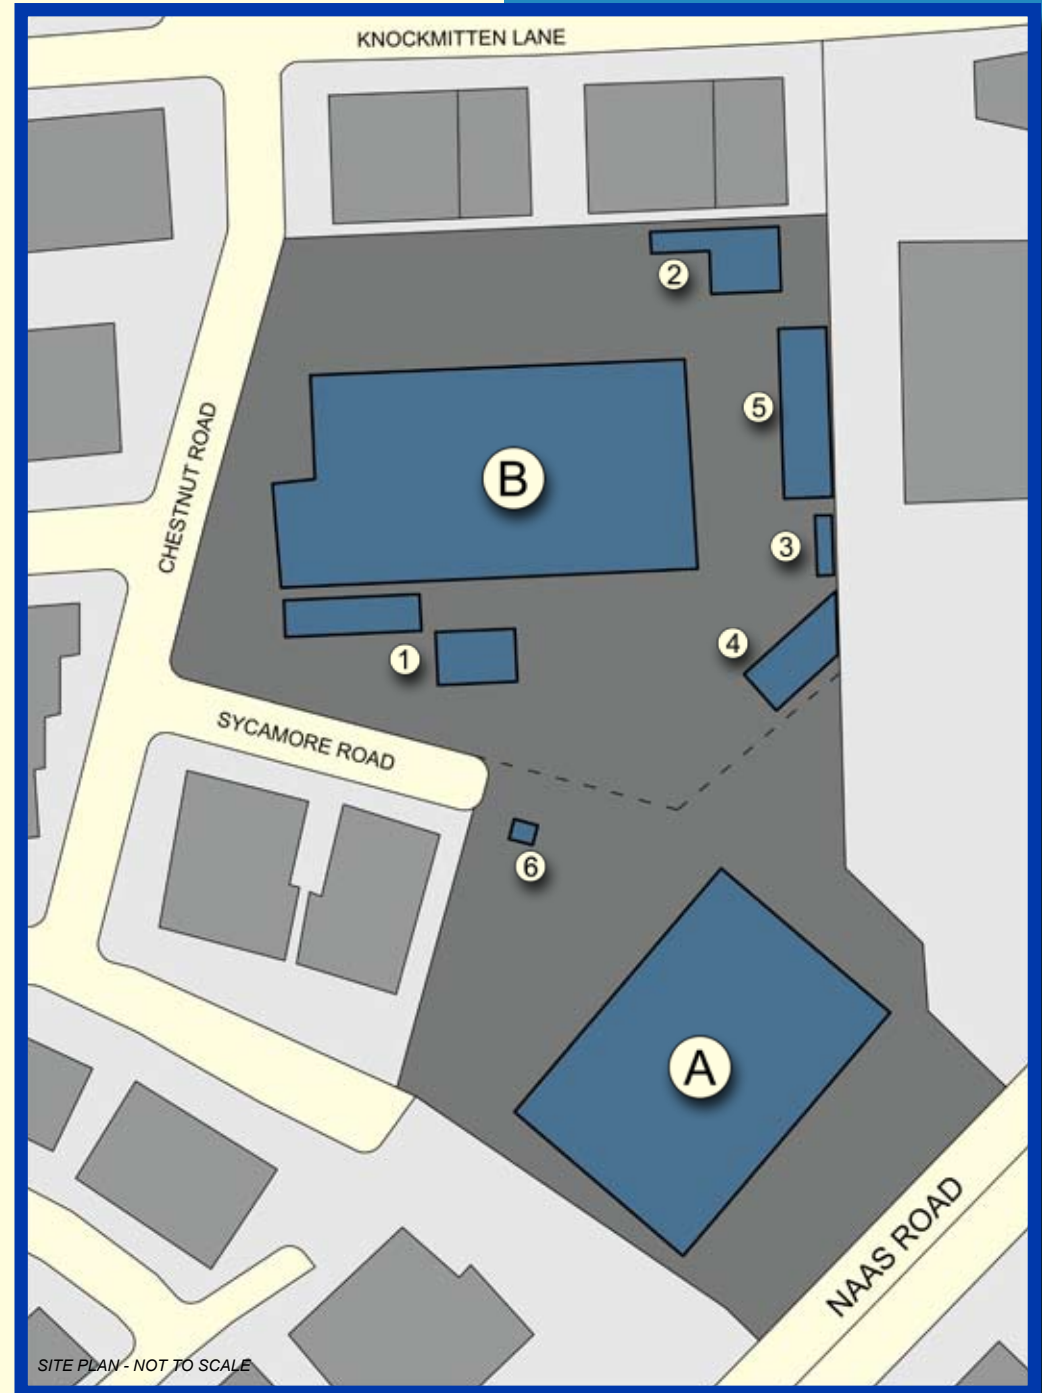 KNOCKMITTEN LANE
2
5
CHESTNUT ROAD
B
3
4
1
SYCAMORE ROAD
6
A
NAAS ROAD
SITE PLAN - NOT TO SCALE